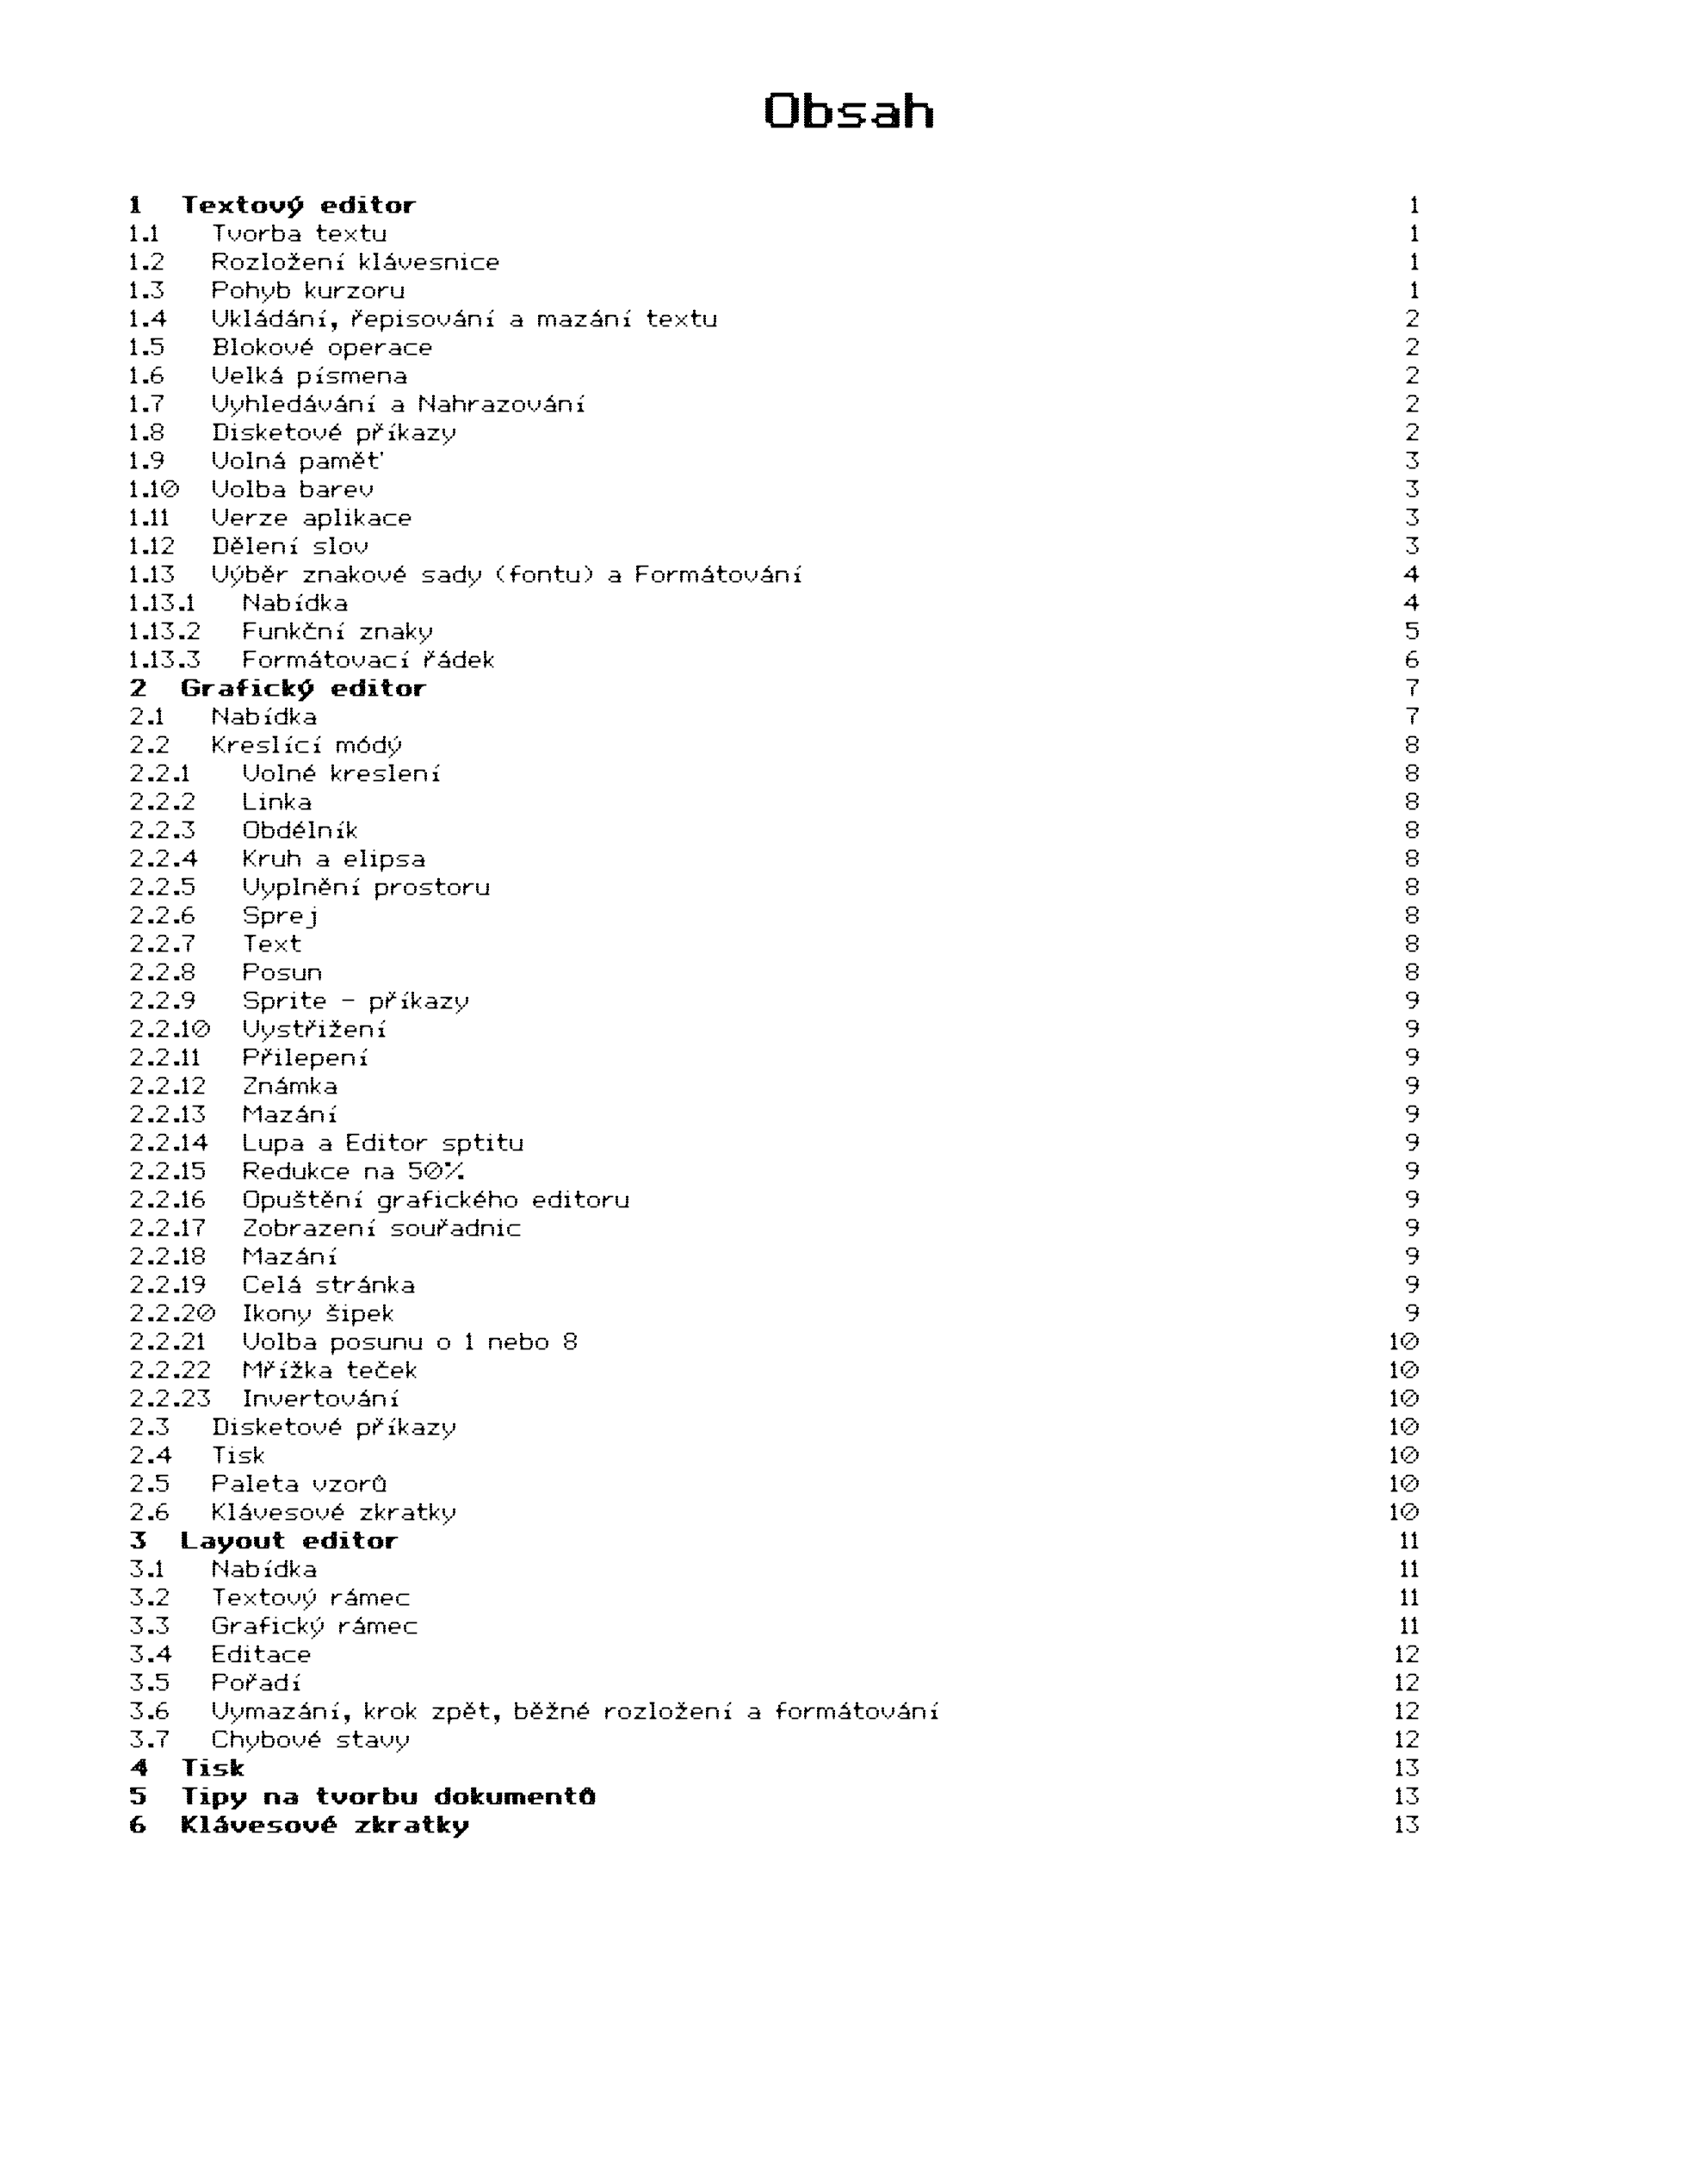 Obsah
1 Textový editor 1
1.1 Tvorba textu 1
1.2 Rozložení klávesnice 1
1.3 Pohyb kurzoru 1
1.4 Ukládání, řepisování a mazání textu 2
1.5 Blokové operace 2
1.6 Velká písmena 2
1.7 Vyhledávání a Nahrazování 2
1.8 Disketové příkazy 2
1.9 Volná paměť 3
1.10 Volba barev 3
1.11 Verze aplikace 3
1.12 Dělení slov 3
1.13 Výběr znakové sady (fontu) a Formátování 4
1.13.1 Nabídka 4
1.13.2 Funkční znaky 5
1.13.3 Formátovací řádek 6
2 Grafický editor 7
2.1 Nabídka 7
2.2 Kreslící módý 8
2.2.1 Volné kreslení 8
2.2.2 Linka 8
2.2.3 Obdélník 8
2.2.4 Kruh a elipsa 8
2.2.5 Vyplnění prostoru 8
2.2.6 Sprej 8
2.2.7 Text 8
2.2.8 Posun 8
2.2.9 Sprite - příkazy 9
2.2.10 Vystřižení 9
2.2.11 Přilepení 9
2.2.12 Známka 9
2.2.13 Mazání 9
2.2.14 Lupa a Editor sptitu 9
2.2.15 Redukce na 50% 9
2.2.16 Opuštění grafického editoru 9
2.2.17 Zobrazení souřadnic 9
2.2.18 Mazání 9
2.2.19 Celá stránka 9
2.2.20 Ikony šipek 9
2.2.21 Volba posunu o 1 nebo 8 10
2.2.22 Mřížka teček 10
2.2.23 Invertování 10
2.3 Disketové příkazy 10
2.4 Tisk 10
2.5 Paleta vzorů 10
2.6 Klávesové zkratky 10
3 Layout editor 11
3.1 Nabídka 11
3.2 Textový rámec 11
3.3 Grafický rámec 11
3.4 Editace 12
3.5 Pořadí 12
3.6 Vymazání, krok zpět, běžné rozložení a formátování 12
3.7 Chybové stavy 12
4 Tisk 13
5 Tipy na tvorbu dokumentů 13
6 Klávesové zkratky 13